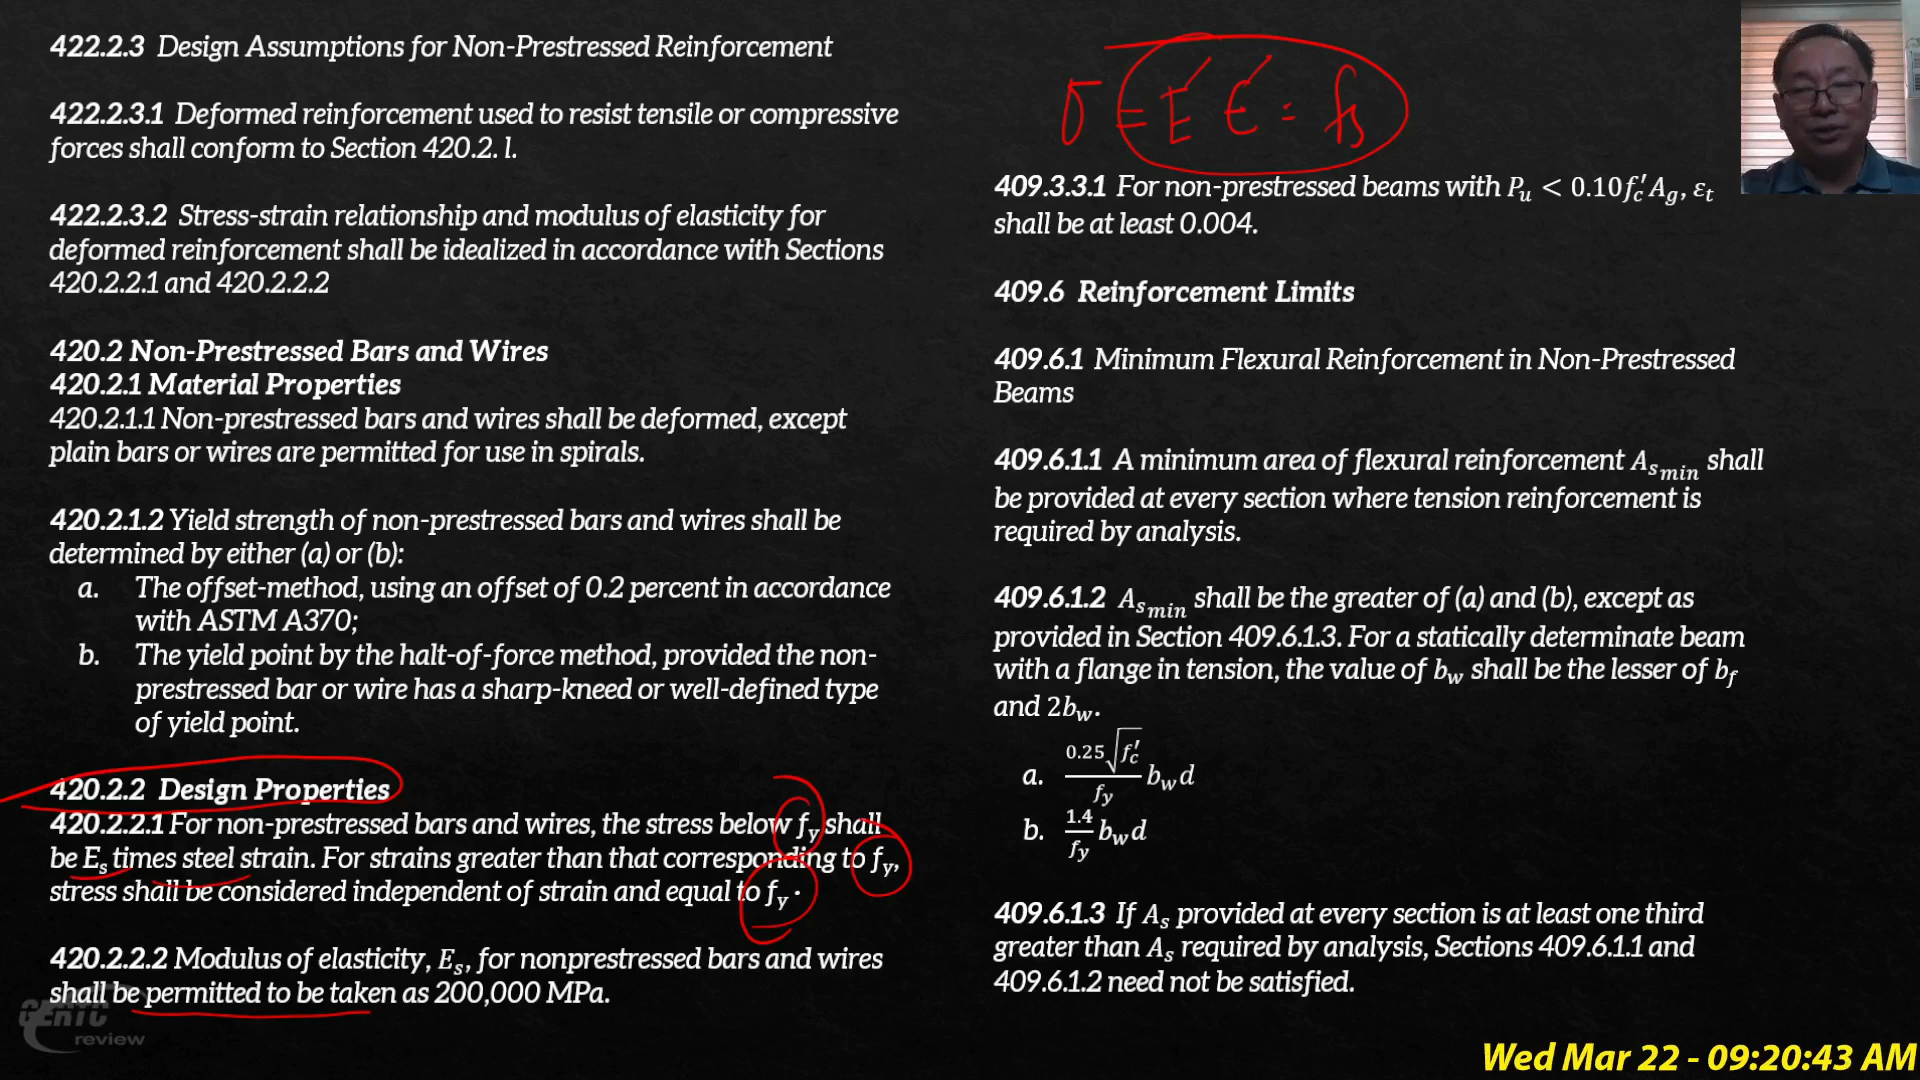 422.2.3 Design Assumptions for Non-Prestressed Reinforcement
422.2.3.1 Deformed reinforcement used to resist tensile or compressive
forces shall conform to Section 420.2. l.
422.2.3.2 Stress-strain relationship and modulus of elasticity for
deformed reinforcement shall be idealized in accordance with Sections
420.2.2.1 and 420.2.2.2
420.2 Non-Prestressed Bars and Wires
420.2.1 Material Properties
420.2.1.1 Non-prestressed bars and wires shall be deformed, except
plain bars or wires are permitted for use in spirals.
420.2.1.2 Yield strength of non-prestressed bars and wires shall be
determined by either (a) or (b):
a. The offset-method, using an offset of 0.2 percent in accordance
with ASTM A370;
b. The yield point by the halt-of-force method, provided the non-
prestressed bar or wire has a sharp-kneed or well-defined type
of yield point.
420.2.2 Design Properties
420.2.2.1 For non-prestressed bars and wires, the stress below fy shall
be Es times steel strain. For strains greater than that corresponding to fy,
stress shall be considered independent of strain and equal to fy.
420.2.2.2 Modulus of elasticity, Es, for nonprestressed bars and wires
shall be permitted to be taken as 200,000 MPa.
GERTC
review
σ = E ε = fs
409.3.3.1 For non-prestressed beams with Pu < 0.10fc′Ag, εt
shall be at least 0.004.
409.6 Reinforcement Limits
409.6.1 Minimum Flexural Reinforcement in Non-Prestressed
Beams
409.6.1.1 A minimum area of flexural reinforcement Asmin shall
be provided at every section where tension reinforcement is
required by analysis.
409.6.1.2 Asmin shall be the greater of (a) and (b), except as
provided in Section 409.6.1.3. For a statically determinate beam
with a flange in tension, the value of bw shall be the lesser of bf
and 2bw.
a. 0.25√fc′/fy bwd
b. 1.4/fy bwd
409.6.1.3 If As provided at every section is at least one third
greater than As required by analysis, Sections 409.6.1.1 and
409.6.1.2 need not be satisfied.
Wed Mar 22 - 09:20:43 AM